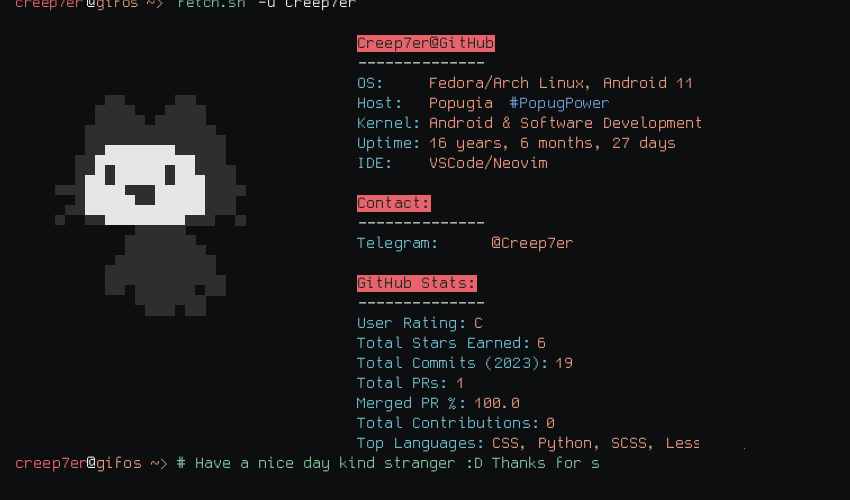 creep7er@gifos ~> fetch.sh -u Creep7er
Creep7er@GitHub
--------------
OS: Fedora/Arch Linux, Android 11
Host: Popugia #PopugPower
Kernel: Android & Software Development
Uptime: 16 years, 6 months, 27 days
IDE: VSCode/Neovim
Contact:
--------------
Telegram: @Creep7er
GitHub Stats:
--------------
User Rating: C
Total Stars Earned: 6
Total Commits (2023): 19
Total PRs: 1
Merged PR %: 100.0
Total Contributions: 0
Top Languages: CSS, Python, SCSS, Less
creep7er@gifos ~> # Have a nice day kind stranger :D Thanks for s